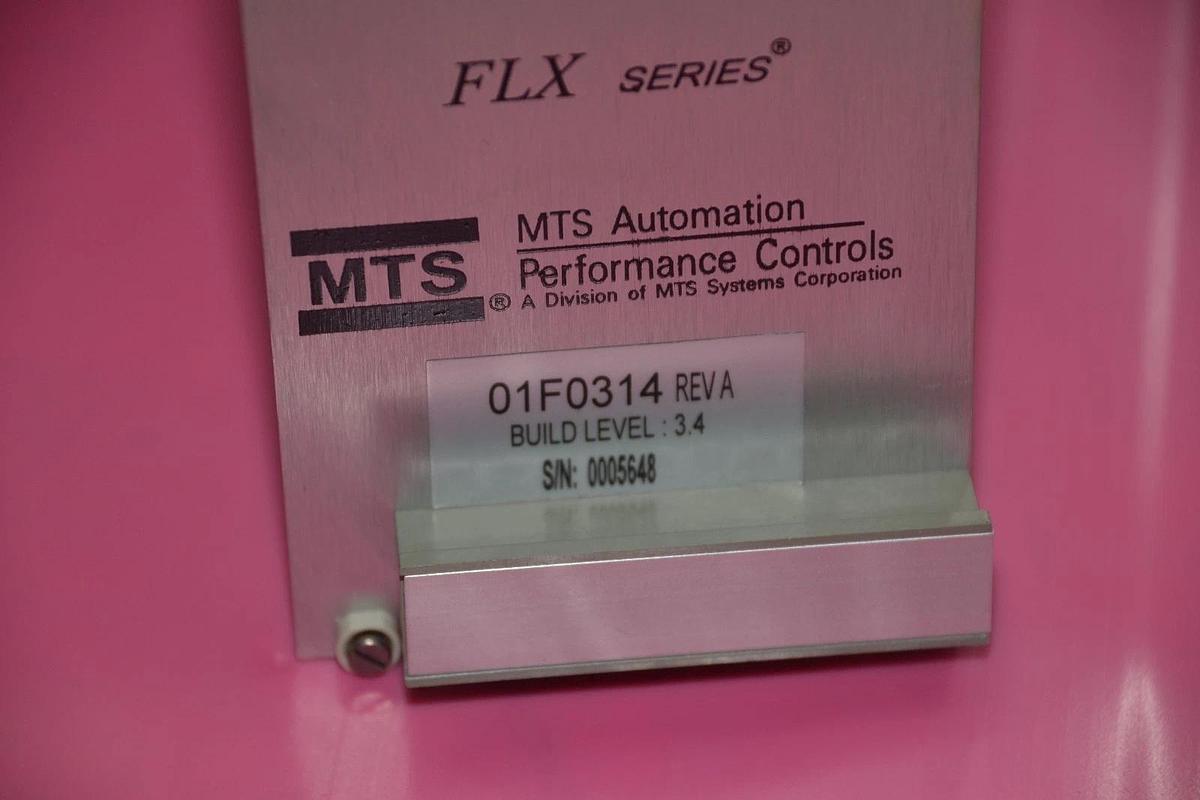 FLX SERIES®
MTS®
MTS Automation
Performance Controls
A Division of MTS Systems Corporation
01F0314 REV A
BUILD LEVEL : 3.4
S/N: 0005648